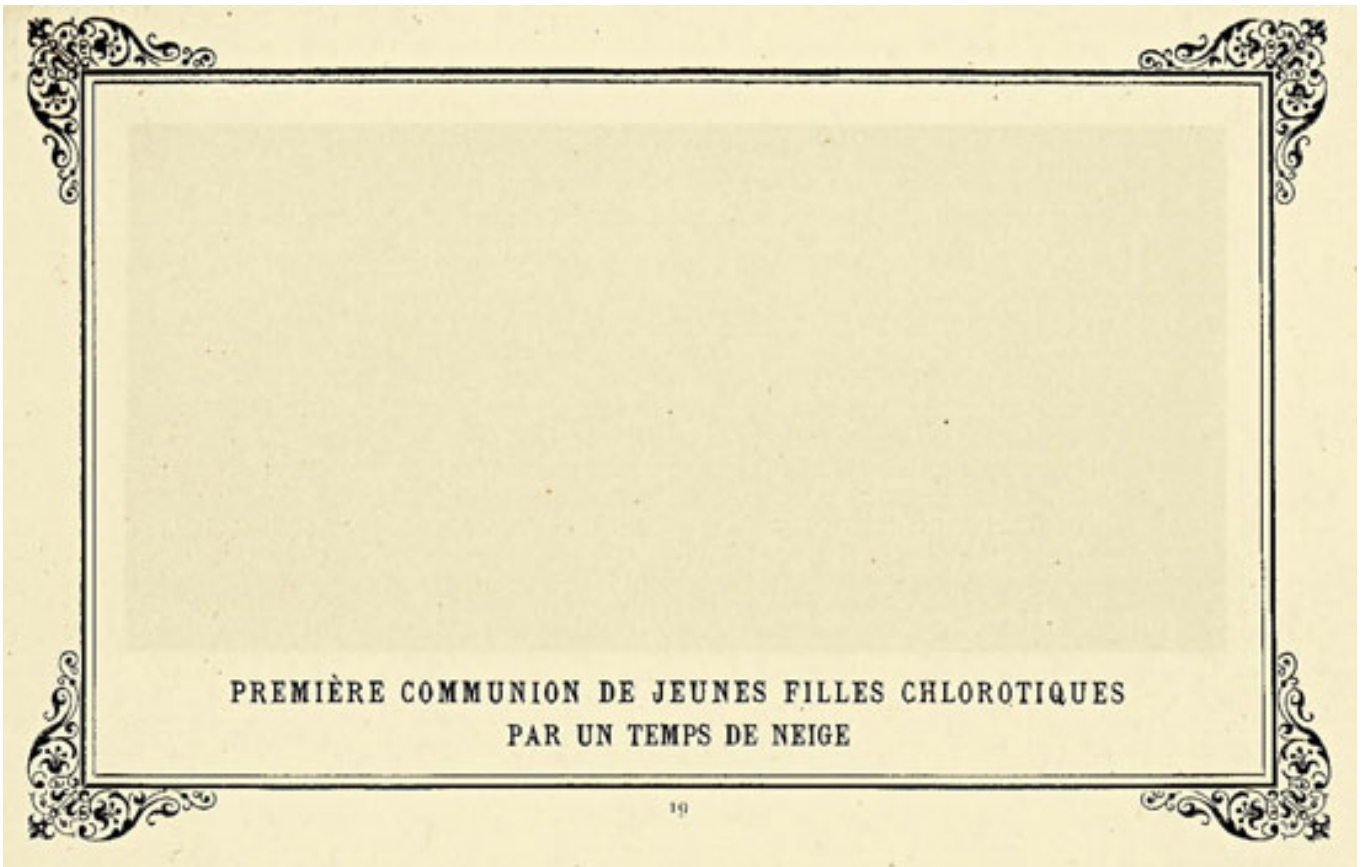 PREMIÈRE COMMUNION DE JEUNES FILLES CHLOROTIQUES
PAR UN TEMPS DE NEIGE
19